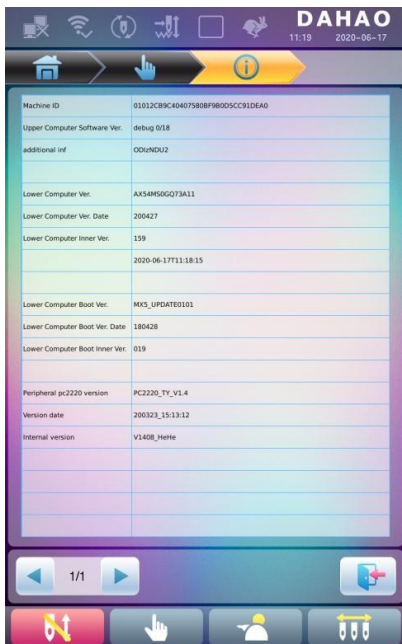 DAHAO
11:19 2020-06-17
Machine ID 01012CB9C40407580BF9B0D5CC91DEA0
Upper Computer Software Ver. debug 0/18
additional inf ODIzNDU2
Lower Computer Ver. AX54MS0GQ73A11
Lower Computer Ver. Date 200427
Lower Computer Inner Ver. 159
2020-06-17T11:18:15
Lower Computer Boot Ver. MX5_UPDATE0101
Lower Computer Boot Ver. Date 180428
Lower Computer Boot Inner Ver. 019
Peripheral pc2220 version PC2220_TY_V1.4
Version date 200323_15:13:12
Internal version V1408_HeHe
1/1